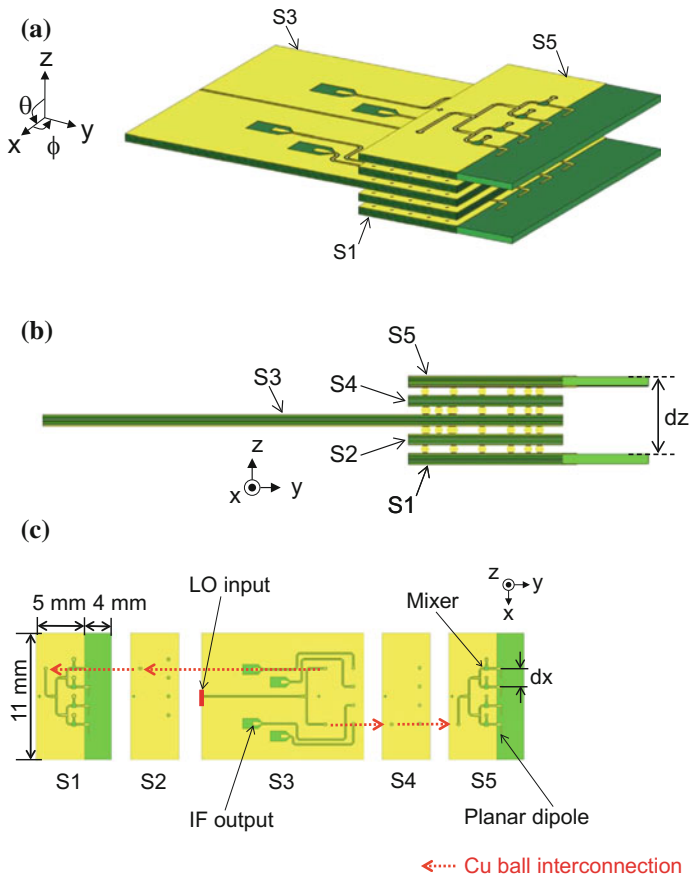 (a)
S3
S5
z
θ
x
ϕ
y
S1
(b)
S5
S4
S3
S2
dz
z
x
y
S1
(c)
LO input
z
y
x
5 mm
4 mm
Mixer
dx
11 mm
S1
S2
S3
S4
S5
IF output
Planar dipole
Cu ball interconnection